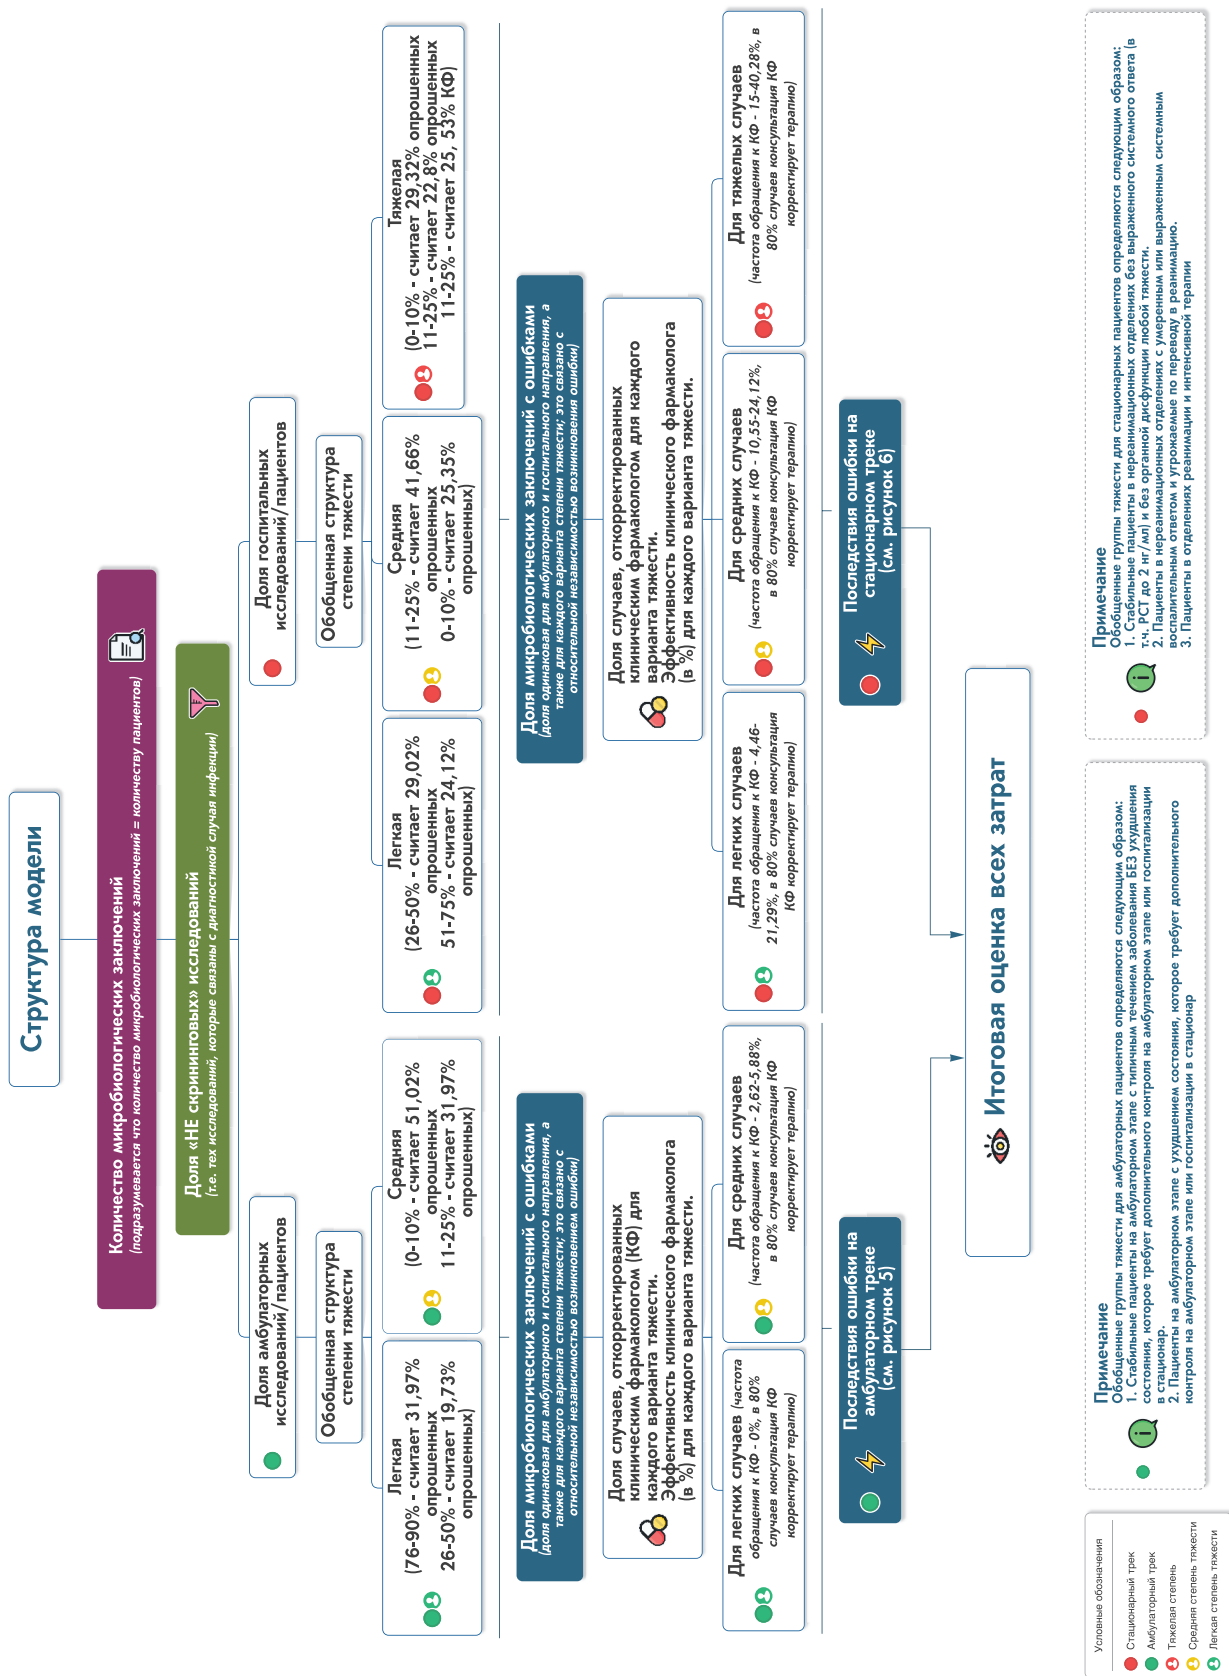 Структура модели
Количество микробиологических заключений
(подразумевается что количество микробиологических заключений = количеству пациентов)
Доля «НЕ скрининговых» исследований
(т.е. тех исследований, которые связаны с диагностикой случая инфекции)
Доля амбулаторных
исследований/пациентов
Обобщенная структура
степени тяжести
Легкая
(76-90% - считает 31,97%
опрошенных
26-50% - считает 19,73%
опрошенных)
Средняя
(0-10% - считает 51,02%
опрошенных
11-25% - считает 31,97%
опрошенных)
Доля микробиологических заключений с ошибками
(доля одинаковая для амбулаторного и госпитального направления, а
также для каждого варианта степени тяжести; это связано с
относительной независимостью возникновением ошибки)
Доля случаев, откорректированных
клиническим фармакологом (КФ) для
каждого варианта тяжести.
Эффективность клинического фармаколога
(в %) для каждого варианта тяжести.
Для легких случаев (частота
обращения к КФ - 0%, в 80%
случаев консультация КФ
корректирует терапию)
Для средних случаев
(частота обращения к КФ - 2,62-5,88%,
в 80% случаев консультация КФ
корректирует терапию)
Последствия ошибки на
амбулаторном треке
(см. рисунок 5)
Доля госпитальных
исследований/пациентов
Обобщенная структура
степени тяжести
Легкая
(26-50% - считает 29,02%
опрошенных
51-75% - считает 24,12%
опрошенных)
Средняя
(11-25% - считает 41,66%
опрошенных
0-10% - считает 25,35%
опрошенных)
Тяжелая
(0-10% - считает 29,32% опрошенных
11-25% - считает 22,8% опрошенных
11-25% - считает 25, 53% КФ)
Доля микробиологических заключений с ошибками
(доля одинаковая для амбулаторного и госпитального направления, а
также для каждого варианта степени тяжести; это связано с
относительной независимостью возникновения ошибки)
Доля случаев, откорректированных
клиническим фармакологом для каждого
варианта тяжести.
Эффективность клинического фармаколога
(в %) для каждого варианта тяжести.
Для легких случаев
(частота обращения к КФ - 4,46-
21,29%, в 80% случаев консультация
КФ корректирует терапию)
Для средних случаев
(частота обращения к КФ - 10,55-24,12%,
в 80% случаев консультация КФ
корректирует терапию)
Для тяжелых случаев
(частота обращения к КФ - 15-40,28%, в
80% случаев консультация КФ
корректирует терапию)
Последствия ошибки на
стационарном треке
(см. рисунок 6)
Итоговая оценка всех затрат
Условные обозначения
Стационарный трек
Амбулаторный трек
Тяжелая степень
Средняя степень тяжести
Легкая степень тяжести
Примечание
Обобщенные группы тяжести для амбулаторных пациентов определяются следующим образом:
1. Стабильные пациенты на амбулаторном этапе с типичным течением заболевания БЕЗ ухудшения
состояния, которое требует дополнительного контроля на амбулаторном этапе или госпитализации
в стационар.
2. Пациенты на амбулаторном этапе с ухудшением состояния, которое требует дополнительного
контроля на амбулаторном этапе или госпитализации в стационар
Примечание
Обобщенные группы тяжести для стационарных пациентов определяются следующим образом:
1. Стабильные пациенты в нереанимационных отделениях без выраженного системного ответа (в
т.ч. РСТ до 2 нг/мл) и без органной дисфункции любой тяжести.
2. Пациенты в нереанимационных отделениях с умеренным или выраженным системным
воспалительным ответом и угрожаемые по переводу в реанимацию.
3. Пациенты в отделениях реанимации и интенсивной терапии